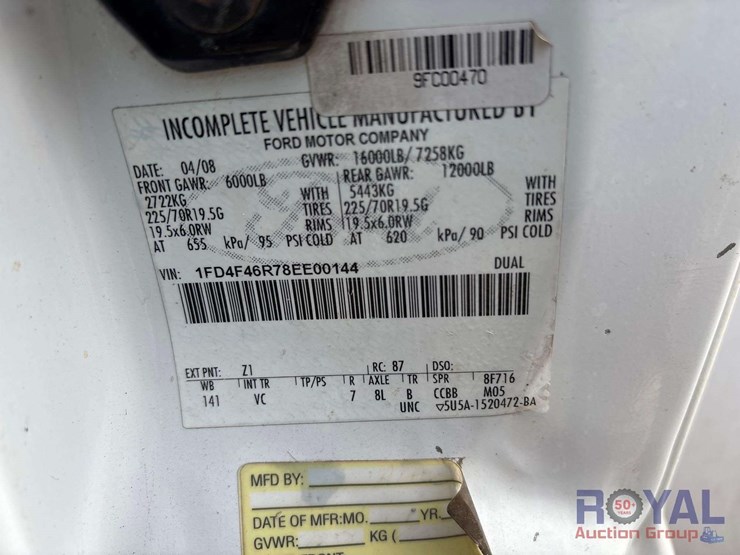 9FC00470
INCOMPLETE VEHICLE MANUFACTURED BY
FORD MOTOR COMPANY
DATE: 04/08 GVWR: 16000LB/ 7258KG
FRONT GAWR: 6000LB REAR GAWR: 12000LB
2722KG WITH 5443KG WITH
225/70R19.5G TIRES 225/70R19.5G TIRES
19.5x6.0RW RIMS 19.5x6.0RW RIMS
AT 655 kPa/ 95 PSI COLD AT 620 kPa/ 90 PSI COLD
VIN: 1FD4F46R78EE00144 DUAL
EXT PNT: Z1 RC: 87 DSO:
WB INT TR TP/PS R AXLE TR SPR 8F716
141 VC 7 8L B CCBB M05
UNC ▽5U5A-1520472-BA
MFD BY:
DATE OF MFR:MO. YR.
GVWR: KG (
ROYAL
50+
YEARS
Auction Group